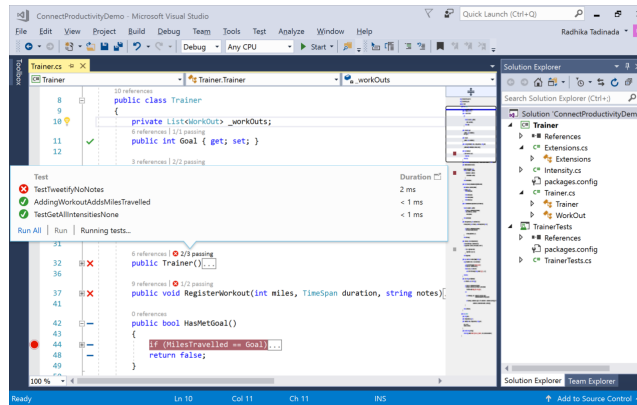 ConnectProductivityDemo - Microsoft Visual Studio
Quick Launch (Ctrl+Q)
File Edit View Project Build Debug Team Tools Test Analyze Window Help
Radhika Tadinada
Debug Any CPU Start
Toolbox
Trainer.cs
Trainer Trainer.Trainer _workOuts
10 references
8 public class Trainer
9 {
10 private List<WorkOut> _workOuts;
6 references | 1/1 passing
11 public int Goal { get; set; }
12
3 references | 2/2 passing
Test Duration
TestTweetifyNoNotes 2 ms
AddingWorkoutAddsMilesTravelled < 1 ms
TestGetAllIntensitiesNone < 1 ms
Run All | Run | Running tests...
31
6 references | 2/3 passing
32 public Trainer()...
36
9 references | 1/2 passing
37 public void RegisterWorkout(int miles, TimeSpan duration, string notes)
41
0 references
42 public bool HasMetGoal()
43 {
44 if (MilesTravelled == Goal)...
48 return false;
49 }
100 %
Solution Explorer
Search Solution Explorer (Ctrl+;)
Solution 'ConnectProductivityDem
Trainer
References
Extensions.cs
Extensions
Intensity.cs
packages.config
Trainer.cs
Trainer
WorkOut
TrainerTests
References
packages.config
TrainerTests.cs
Solution Explorer Team Explorer
Ready Ln 10 Col 11 Ch 11 INS Add to Source Control